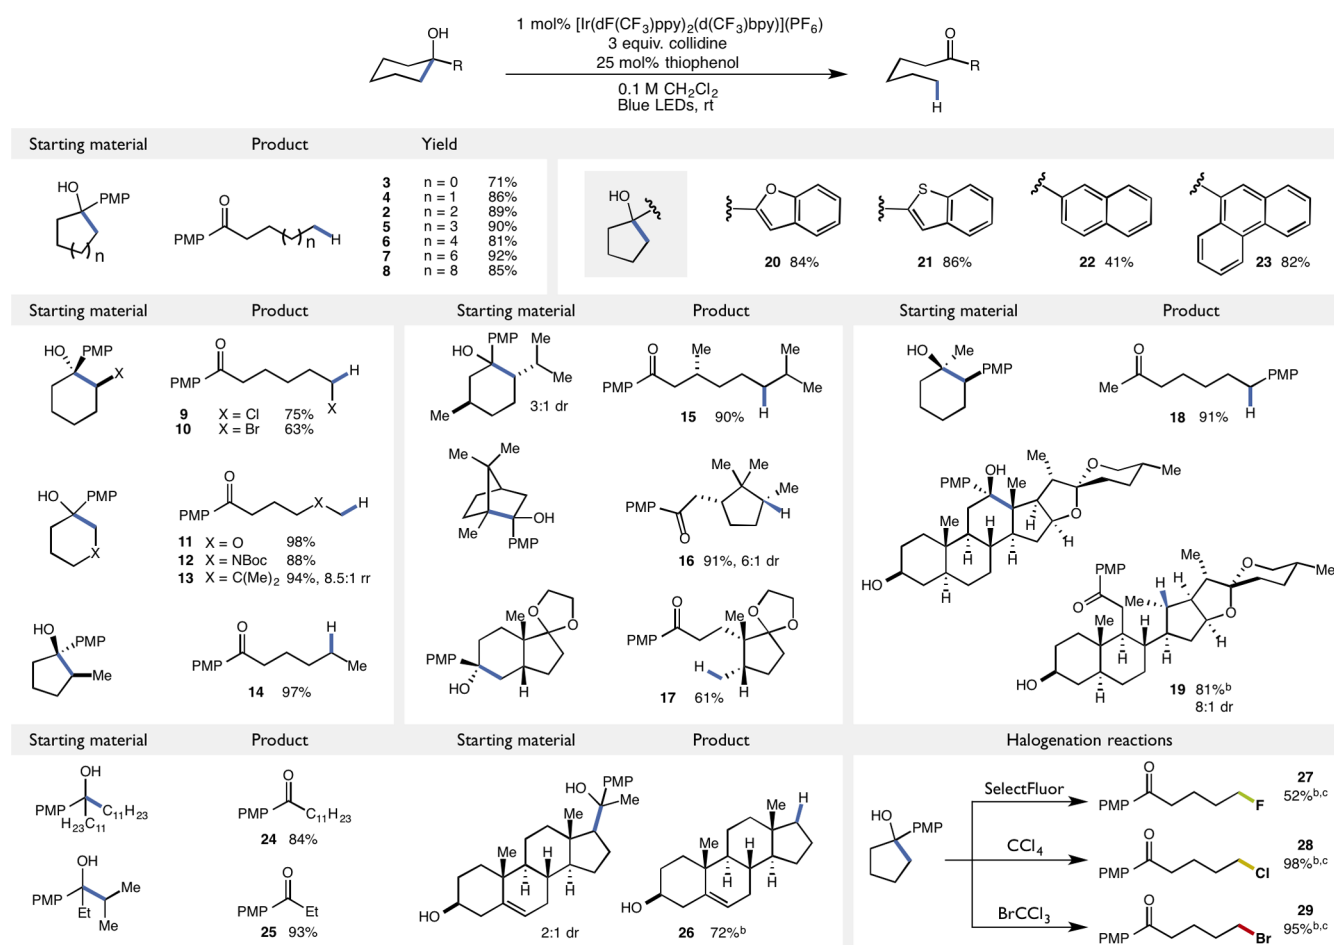 OH
R
1 mol% [Ir(dF(CF₃)ppy)₂(d(CF₃)bpy)](PF₆)
3 equiv. collidine
25 mol% thiophenol
0.1 M CH₂Cl₂
Blue LEDs, rt
O
R
H
Starting material Product Yield
HO
PMP
n
O
PMP
n
H
3 n = 0 71%
4 n = 1 86%
2 n = 2 89%
5 n = 3 90%
6 n = 4 81%
7 n = 6 92%
8 n = 8 85%
HO
O
20 84%
S
21 86%
22 41%
23 82%
Starting material Product
HO PMP
X
O
PMP
H
X
9 X = Cl 75%
10 X = Br 63%
HO PMP
X
O
PMP
X
H
11 X = O 98%
12 X = NBoc 88%
13 X = C(Me)₂ 94%, 8.5:1 rr
HO
PMP
Me
O
PMP
H
Me
14 97%
Starting material Product
HO PMP Me
Me
Me
3:1 dr
O
PMP
Me
Me
Me
H
15 90%
Me Me
Me
OH
PMP
PMP
O
Me Me
Me
H
16 91%, 6:1 dr
PMP
HO
Me
O
O
H
O
PMP
Me
O
O
H
H
17 61%
Starting material Product
HO Me
PMP
O
Me
PMP
H
18 91%
HO
Me
H
H
H
H
PMP
OH
Me
H
Me
O
O
H
Me
HO
Me
H
H
H
H
PMP
O
Me
H
H
Me
O
O
H
Me
19 81%ᵇ
8:1 dr
Starting material Product
OH
PMP
C₁₁H₂₃
H₂₃C₁₁
O
PMP C₁₁H₂₃
24 84%
OH
PMP
Me
Et
Me
O
PMP Et
25 93%
Starting material Product
HO PMP
Me
Me
Me
H
H
H
HO
2:1 dr
H
Me
Me
H
H
H
HO
26 72%ᵇ
Halogenation reactions
HO
PMP
SelectFluor
O
PMP
F
27
52%ᵇ,ᶜ
CCl₄
O
PMP
Cl
28
98%ᵇ,ᶜ
BrCCl₃
O
PMP
Br
29
95%ᵇ,ᶜ